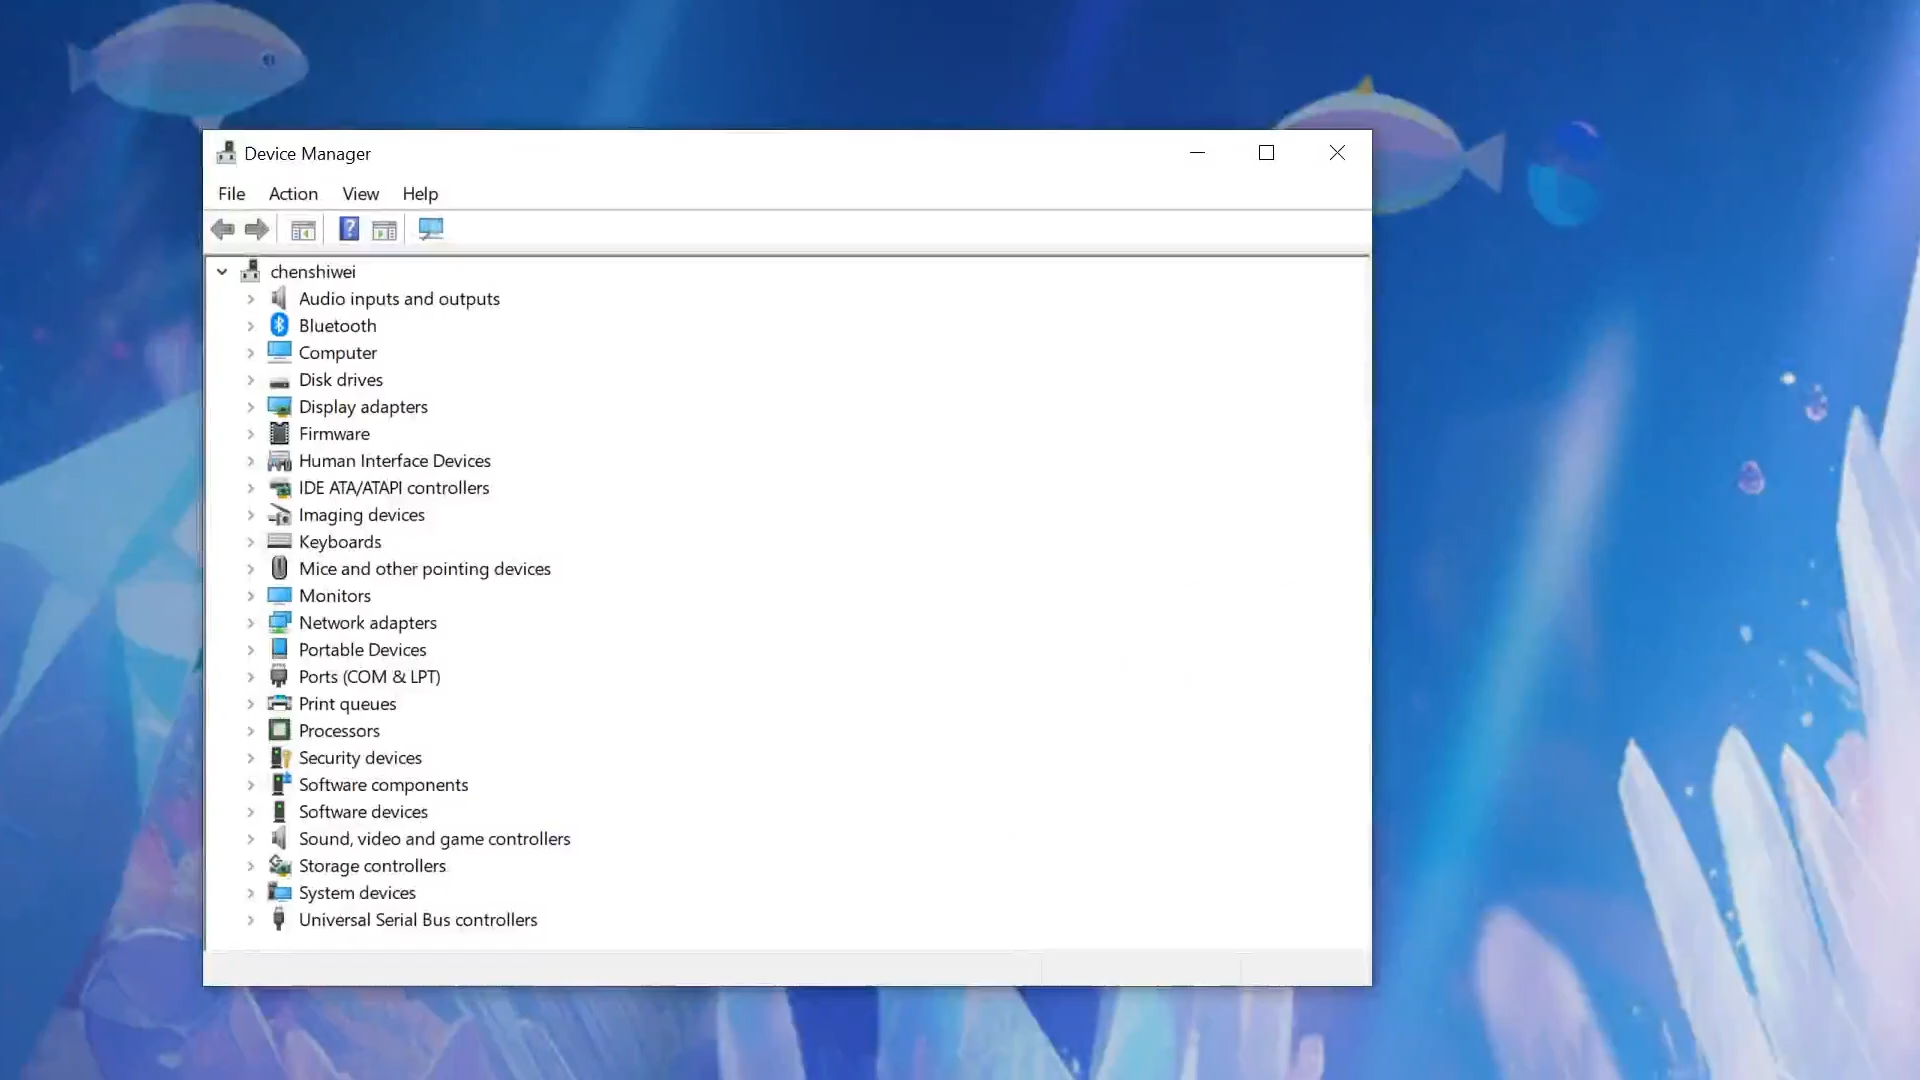 Device Manager
File Action View Help
chenshiwei
Audio inputs and outputs
Bluetooth
Computer
Disk drives
Display adapters
Firmware
Human Interface Devices
IDE ATA/ATAPI controllers
Imaging devices
Keyboards
Mice and other pointing devices
Monitors
Network adapters
Portable Devices
Ports (COM & LPT)
Print queues
Processors
Security devices
Software components
Software devices
Sound, video and game controllers
Storage controllers
System devices
Universal Serial Bus controllers